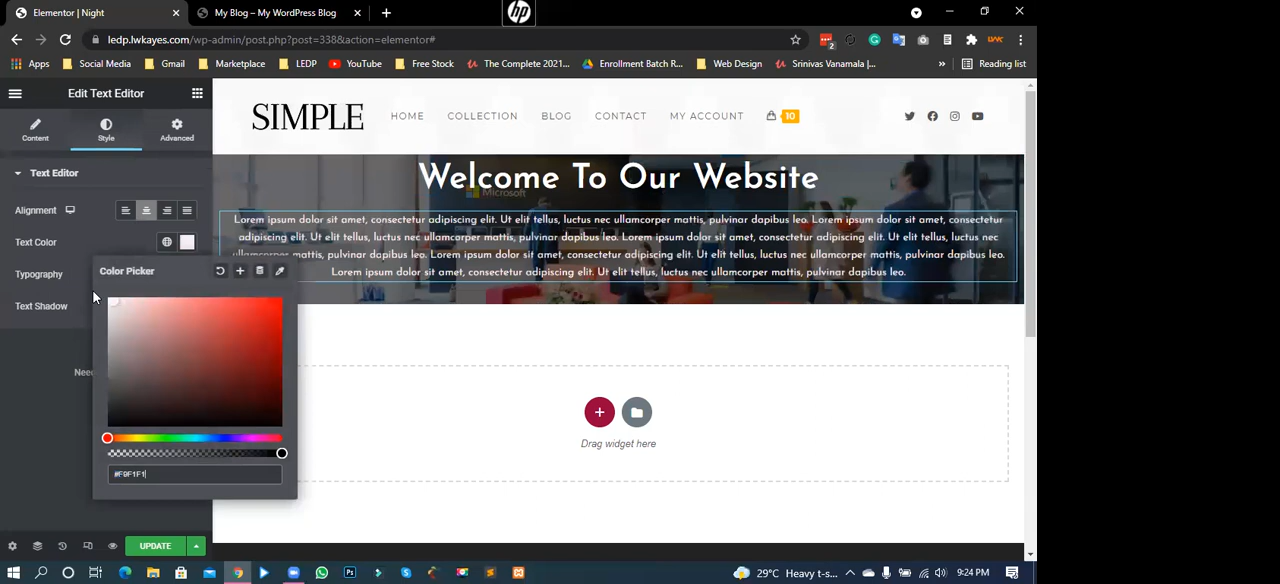 Elementor | Night
My Blog – My WordPress Blog
hp
ledp.lwkayes.com/wp-admin/post.php?post=338&action=elementor#
2
Apps
Social Media
Gmail
Marketplace
LEDP
YouTube
Free Stock
The Complete 2021...
Enrollment Batch R...
Web Design
Srinivas Vanamala |...
»
Reading list
Edit Text Editor
Content
Style
Advanced
Text Editor
Alignment
Text Color
Typography
Text Shadow
Color Picker
Need
#F0F1F1
UPDATE
SIMPLE
HOME
COLLECTION
BLOG
CONTACT
MY ACCOUNT
10
Microsoft
Welcome To Our Website
Lorem ipsum dolor sit amet, consectetur adipiscing elit. Ut elit tellus, luctus nec ullamcorper mattis, pulvinar dapibus leo. Lorem ipsum dolor sit amet, consectetur
adipiscing elit. Ut elit tellus, luctus nec ullamcorper mattis, pulvinar dapibus leo. Lorem ipsum dolor sit amet, consectetur adipiscing elit. Ut elit tellus, luctus nec
ullamcorper mattis, pulvinar dapibus leo. Lorem ipsum dolor sit amet, consectetur adipiscing elit. Ut elit tellus, luctus nec ullamcorper mattis, pulvinar dapibus leo.
Lorem ipsum dolor sit amet, consectetur adipiscing elit. Ut elit tellus, luctus nec ullamcorper mattis, pulvinar dapibus leo.
Drag widget here
29°C Heavy t-s...
9:24 PM